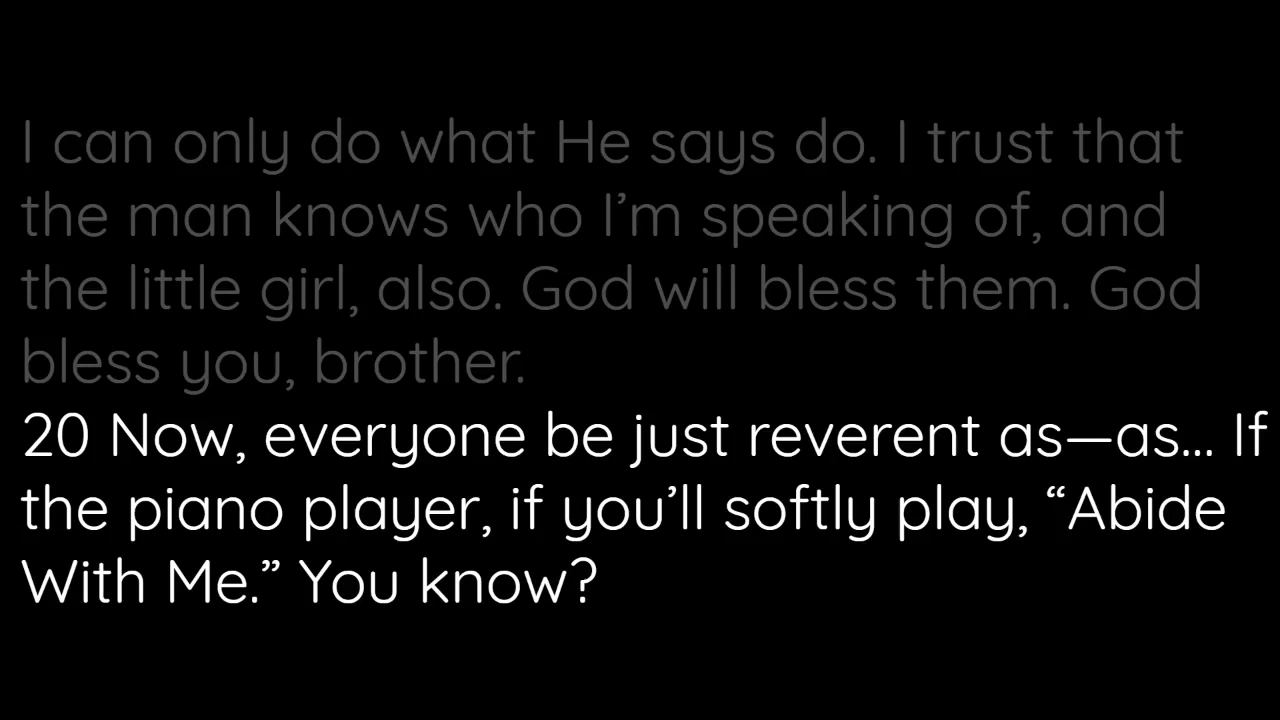 I can only do what He says do. I trust that
the man knows who I’m speaking of, and
the little girl, also. God will bless them. God
bless you, brother.
20 Now, everyone be just reverent as—as... If
the piano player, if you’ll softly play, “Abide
With Me.” You know?